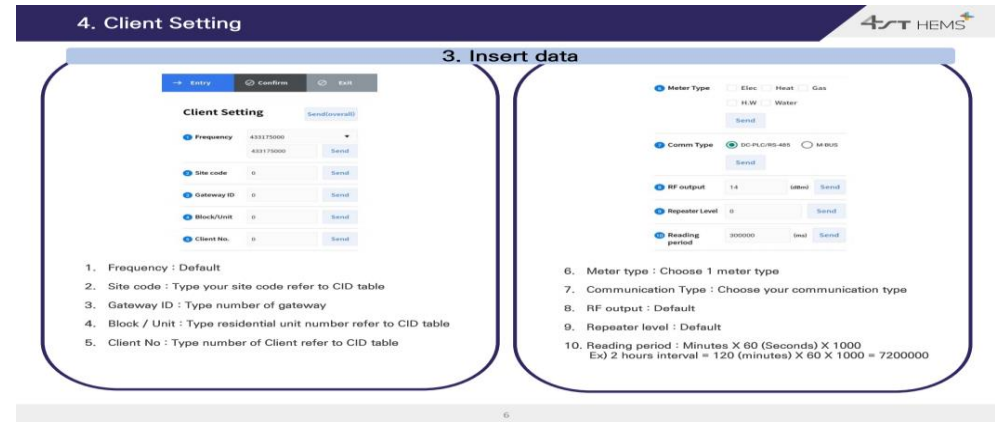 4. Client Setting
4ST HEMS
3. Insert data
→ Entry
Confirm
Exit
Client Setting
Send(overall)
1 Frequency
433175000
433175000
Send
2 Site code
0
Send
3 Gateway ID
0
Send
4 Block/Unit
0
Send
5 Client No.
0
Send
1. Frequency : Default
2. Site code : Type your site code refer to CID table
3. Gateway ID : Type number of gateway
4. Block / Unit : Type residential unit number refer to CID table
5. Client No : Type number of Client refer to CID table
6 Meter Type
Elec Heat Gas
H.W Water
Send
7 Comm Type
DC-PLC/RS-485 M-BUS
Send
8 RF output
14
(dBm)
Send
9 Repeater Level
0
Send
10 Reading period
300000
(ms)
Send
6. Meter type : Choose 1 meter type
7. Communication Type : Choose your communication type
8. RF output : Default
9. Repeater level : Default
10. Reading period : Minutes X 60 (Seconds) X 1000
Ex) 2 hours interval = 120 (minutes) X 60 X 1000 = 7200000
6